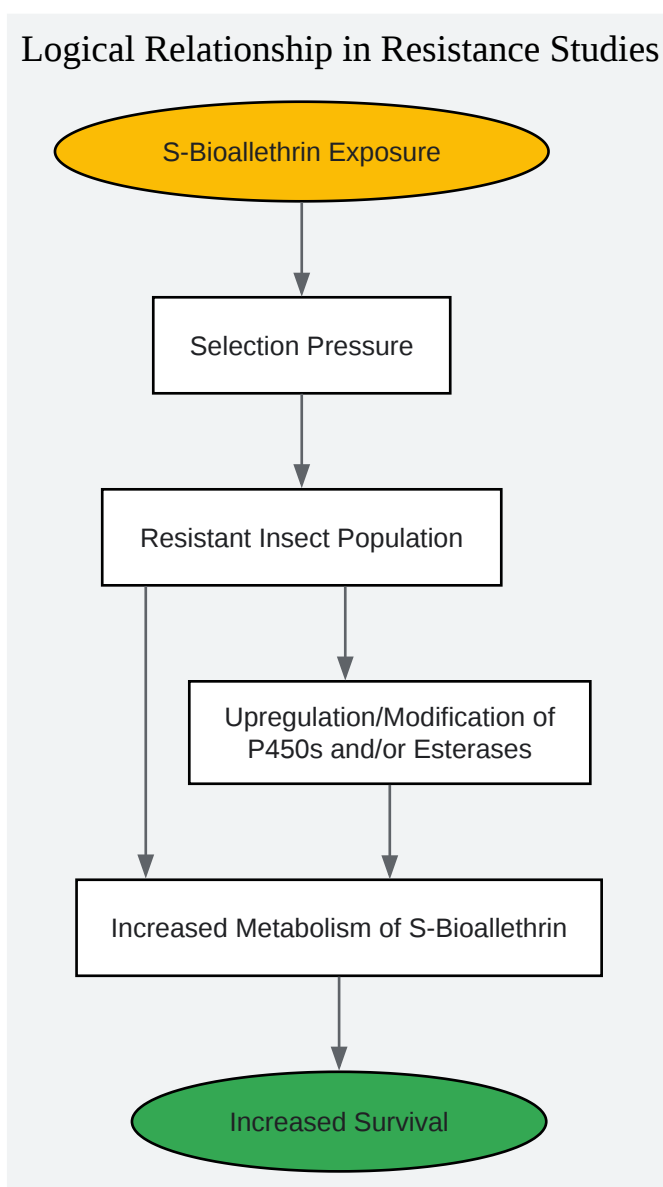 Logical Relationship in Resistance Studies
S-Bioallethrin Exposure
Selection Pressure
Resistant Insect Population
Upregulation/Modification of
P450s and/or Esterases
Increased Metabolism of S-Bioallethrin
Increased Survival